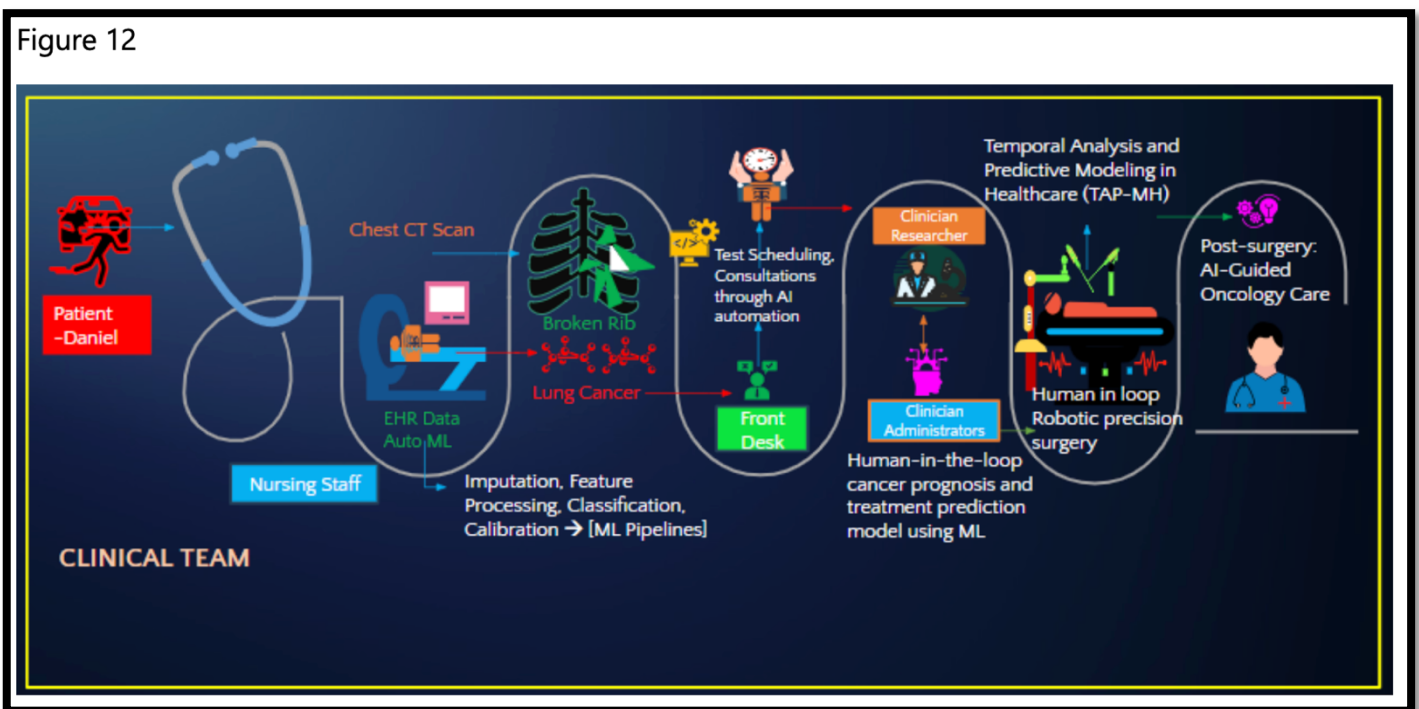 Figure 12
Patient
-Daniel
Chest CT Scan
EHR Data
Auto ML
Nursing Staff
Imputation, Feature
Processing, Classification,
Calibration → [ML Pipelines]
Broken Rib
Lung Cancer
</>
Test Scheduling,
Consultations
through AI
automation
Front
Desk
Clinician
Researcher
Clinician
Administrators
Human-in-the-loop
cancer prognosis and
treatment prediction
model using ML
Temporal Analysis and
Predictive Modeling in
Healthcare (TAP-MH)
Human in loop
Robotic precision
surgery
Post-surgery:
AI-Guided
Oncology Care
CLINICAL TEAM